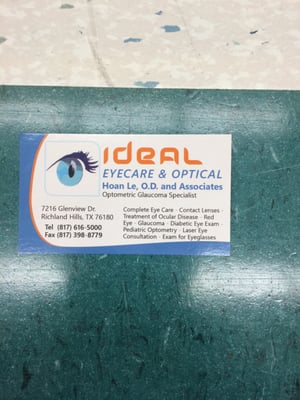 ideal
EYECARE & OPTICAL
Hoan Le, O.D. and Associates
Optometric Glaucoma Specialist
7216 Glenview Dr.
Richland Hills, TX 76180
Tel (817) 616-5000
Fax (817) 398-8779
Complete Eye Care · Contact Lenses ·
Treatment of Ocular Disease · Red
Eye · Glaucoma · Diabetic Eye Exam ·
Pediatric Optometry · Laser Eye
Consultation · Exam for Eyeglasses